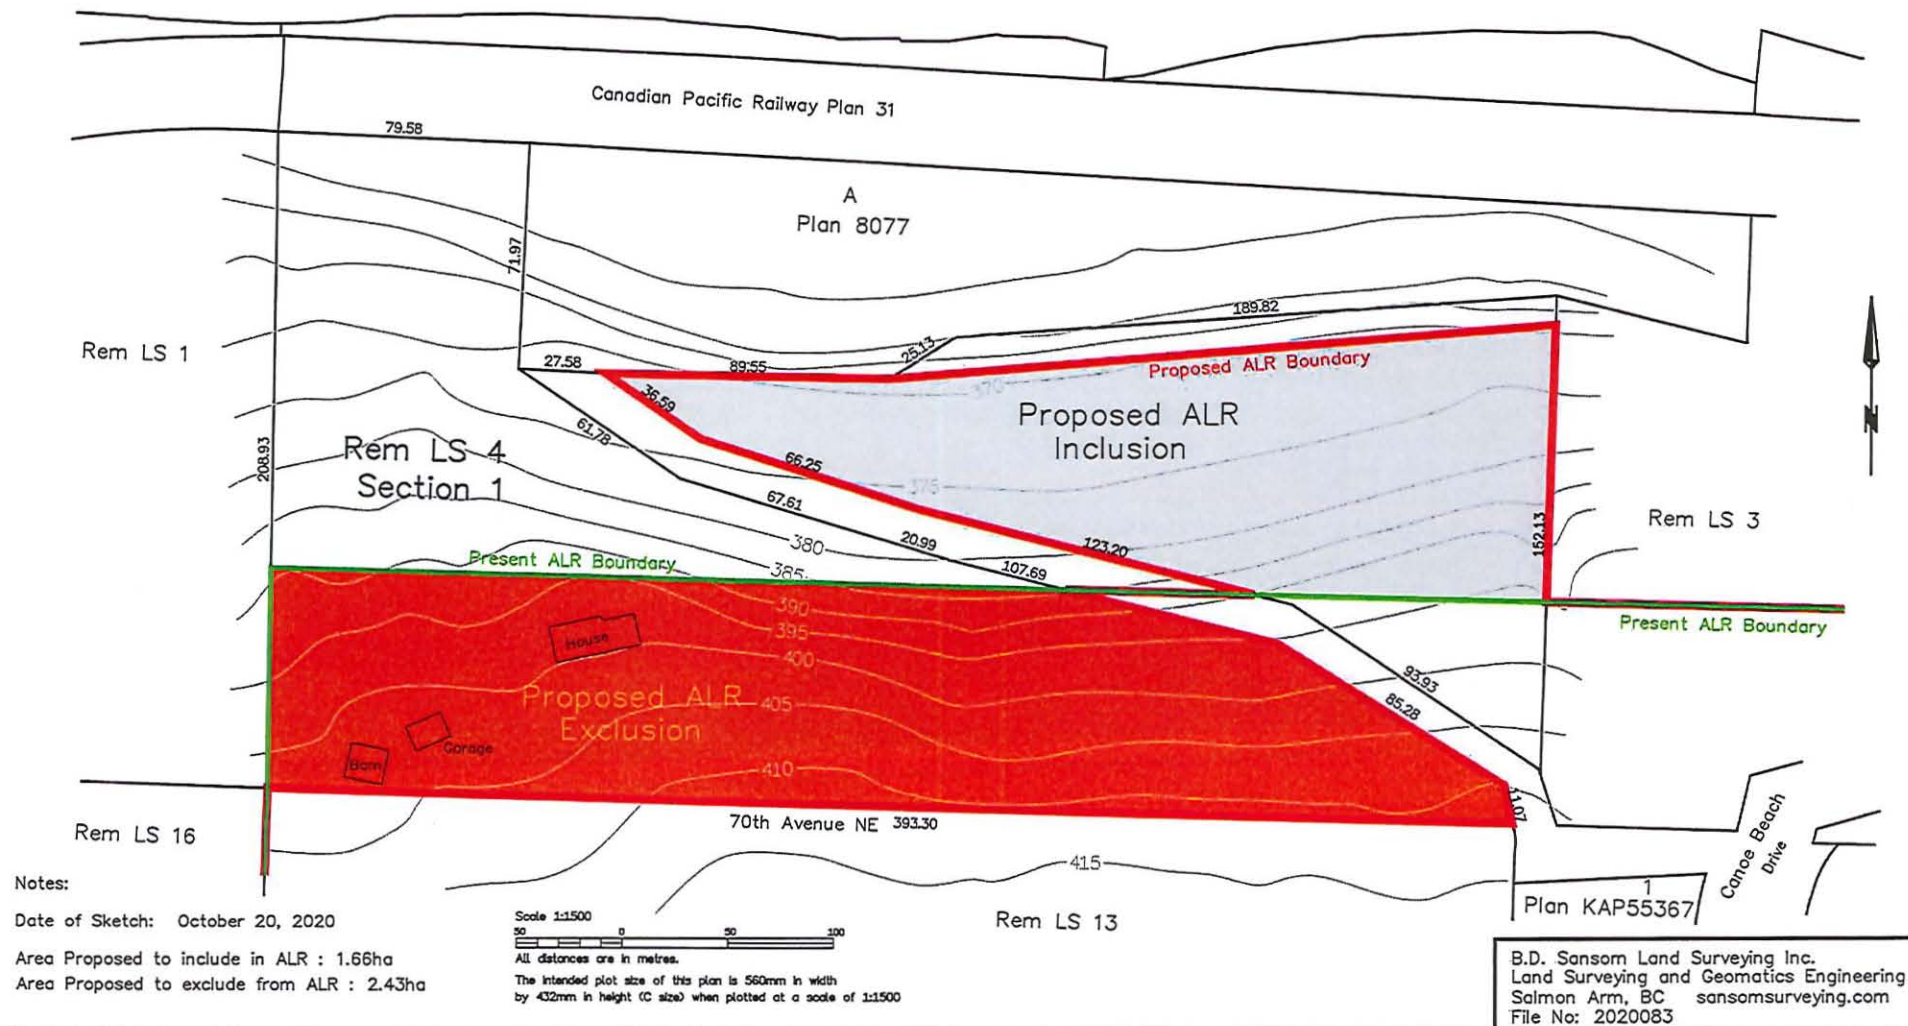 Canadian Pacific Railway Plan 31
79.58
A
Plan 8077
71.97
189.82
25.13
Rem LS 1
27.58
89.55
Proposed ALR Boundary
370
36.59
Proposed ALR
Inclusion
61.78
208.93
Rem LS 4
Section 1
66.25
375
67.61
152.13
Rem LS 3
20.99
123.20
380
Present ALR Boundary
385
107.69
390
395
House
Present ALR Boundary
400
93.93
Proposed ALR
Exclusion
405
85.28
Garage
Barn
410
11.07
70th Avenue NE 393.30
Rem LS 16
Canoe Beach
Drive
415
1
Plan KAP55367
Rem LS 13
Notes:
Date of Sketch: October 20, 2020
Area Proposed to include in ALR : 1.66ha
Area Proposed to exclude from ALR : 2.43ha
Scale 1:1500
50 0 50 100
All distances are in metres.
The intended plot size of this plan is 560mm in width
by 432mm in height (C size) when plotted at a scale of 1:1500
N
B.D. Sansom Land Surveying Inc.
Land Surveying and Geomatics Engineering
Salmon Arm, BC sansomsurveying.com
File No: 2020083